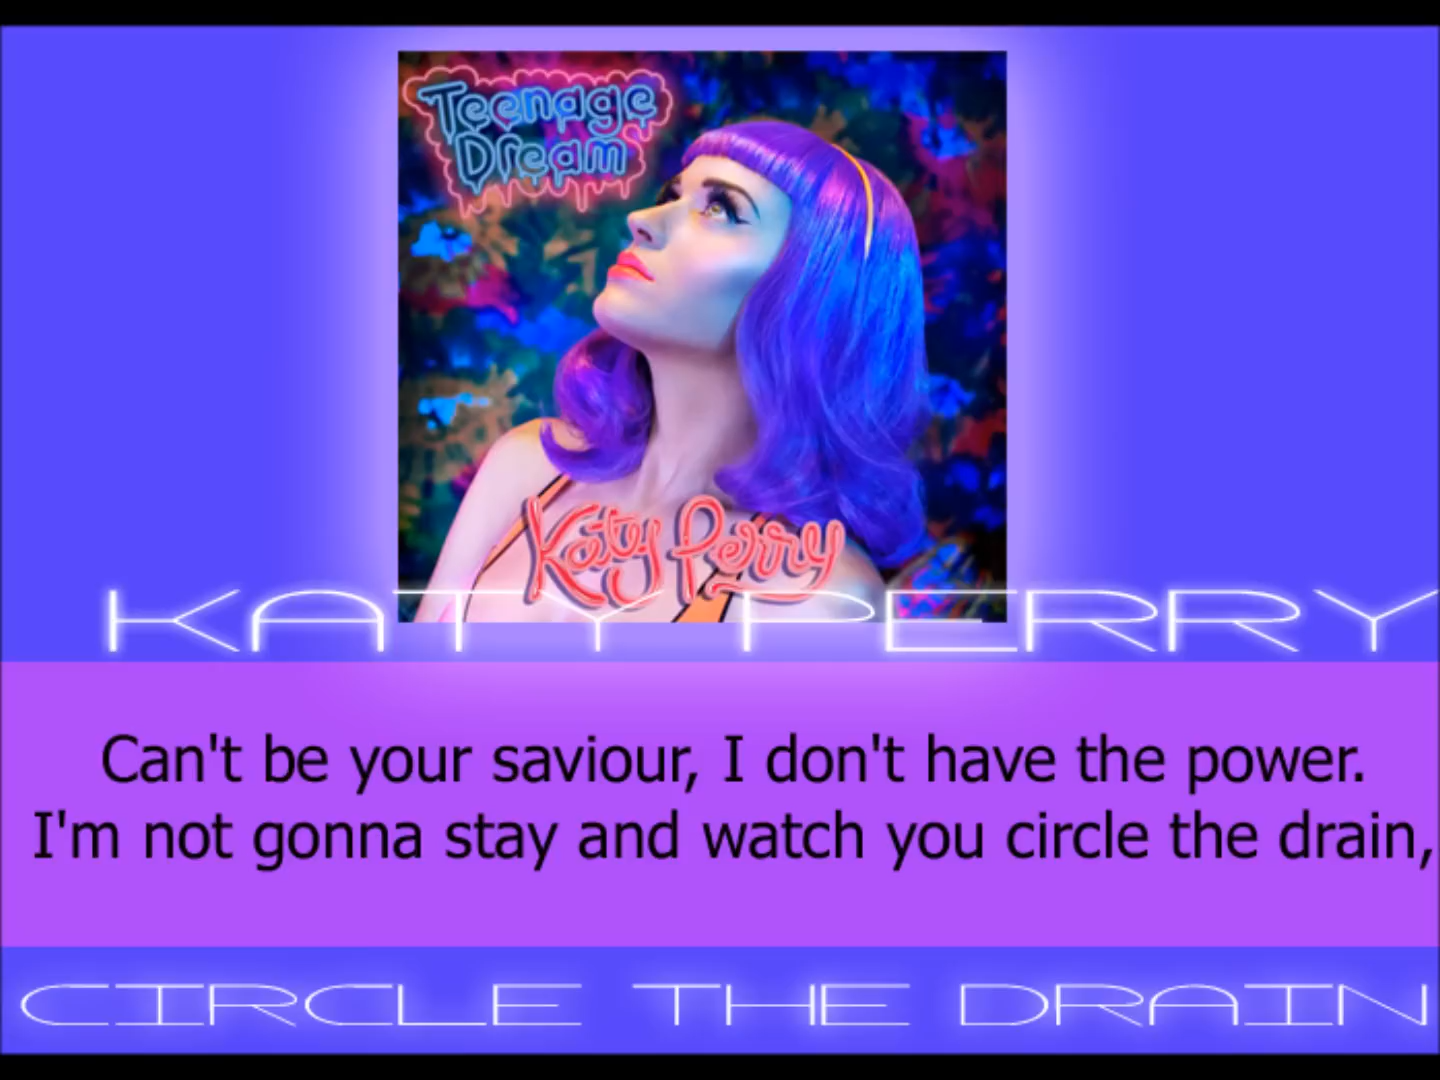 Teenage
Dream
Katy Perry
KATY PERRY
Can't be your saviour, I don't have the power.
I'm not gonna stay and watch you circle the drain,
CIRCLE THE DRAIN